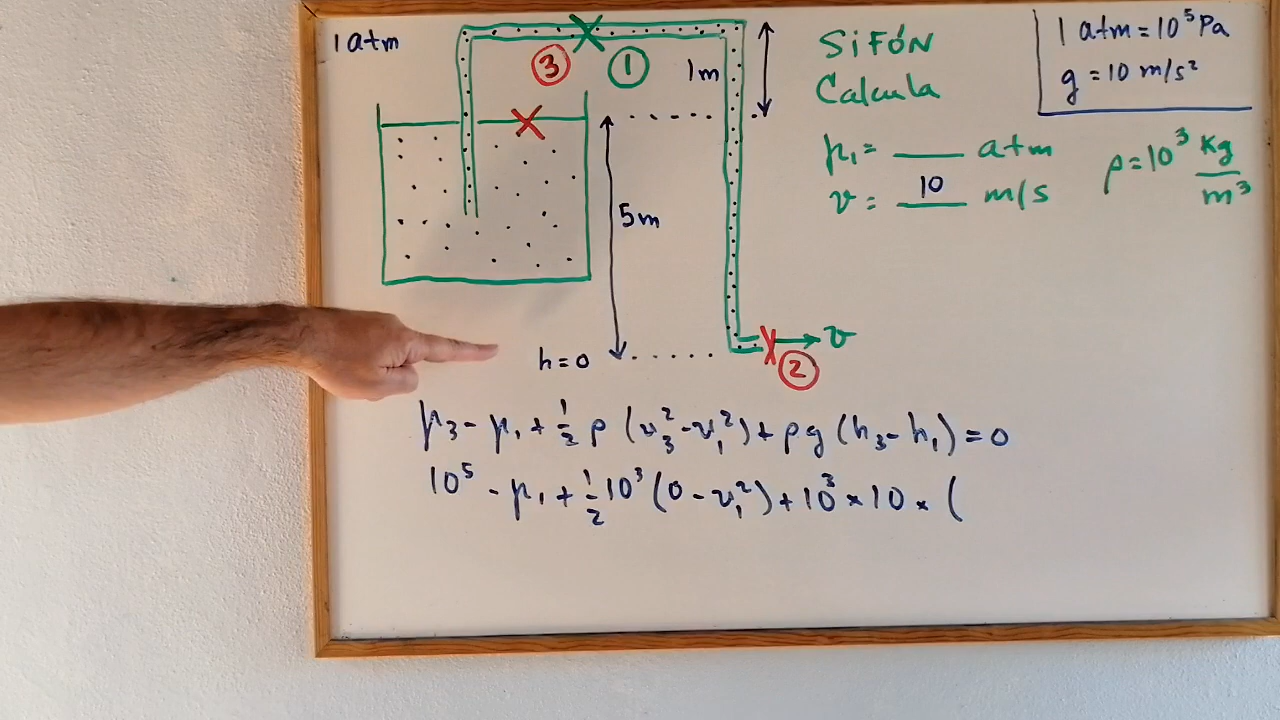 1 atm
③ ①
1m
5m
h=0
v
②
SIFÓN
Calcula
p₁= ____ atm
v = 10 m/s
1 atm = 10⁵ Pa
g = 10 m/s²
ρ = 10³ Kg/m³
p₃ - p₁ + 1/2 ρ (v₃² - v₁²) + ρg (h₃ - h₁) = 0
10⁵ - p₁ + 1/2 10³ (0 - v₁²) + 10³ × 10 × (